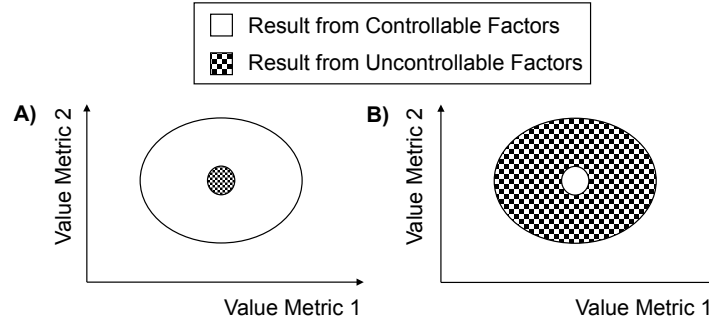 Result from Controllable Factors
Result from Uncontrollable Factors
A)
Value Metric 2
Value Metric 1
B)
Value Metric 2
Value Metric 1